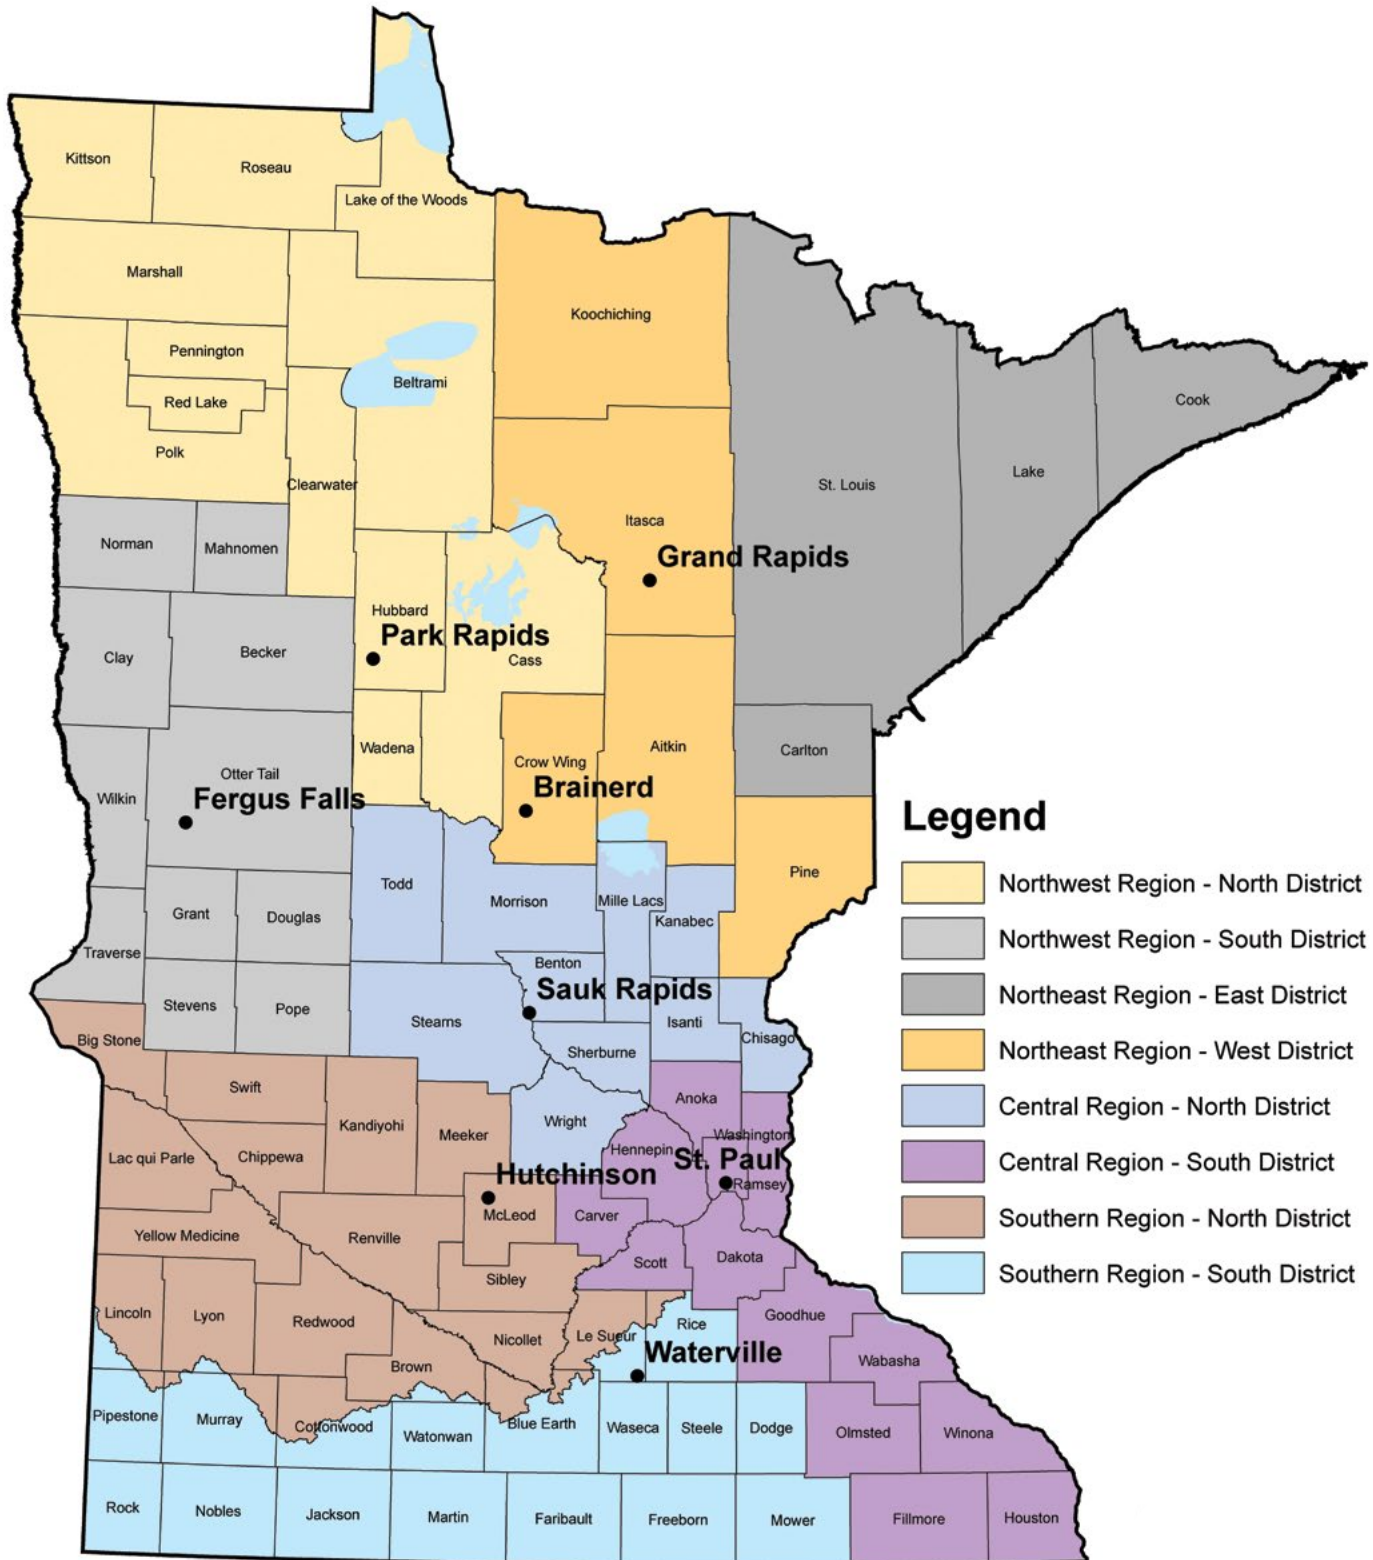 Kittson
Roseau
Lake of the Woods
Marshall
Koochiching
Pennington
Beltrami
Red Lake
Cook
Polk
Lake
Clearwater
St. Louis
Itasca
Norman
Mahnomen
Grand Rapids
Hubbard
Park Rapids
Clay
Becker
Cass
Wadena
Aitkin
Carlton
Crow Wing
Otter Tail
Brainerd
Wilkin
Fergus Falls
Legend
Pine
Todd
Northwest Region - North District
Morrison
Mille Lacs
Grant
Douglas
Kanabec
Northwest Region - South District
Traverse
Benton
Sauk Rapids
Northeast Region - East District
Stevens
Pope
Stearns
Isanti
Chisago
Big Stone
Sherburne
Northeast Region - West District
Swift
Anoka
Central Region - North District
Kandiyohi
Wright
Meeker
Washington
Lac qui Parle
Chippewa
Hennepin
St. Paul
Central Region - South District
Hutchinson
Ramsey
McLeod
Carver
Southern Region - North District
Yellow Medicine
Renville
Scott
Dakota
Sibley
Southern Region - South District
Lincoln
Lyon
Redwood
Goodhue
Rice
Nicollet
Le Sueur
Waterville
Brown
Wabasha
Pipestone
Murray
Cottonwood
Watonwan
Blue Earth
Waseca
Steele
Dodge
Olmsted
Winona
Rock
Nobles
Jackson
Martin
Faribault
Freeborn
Mower
Fillmore
Houston